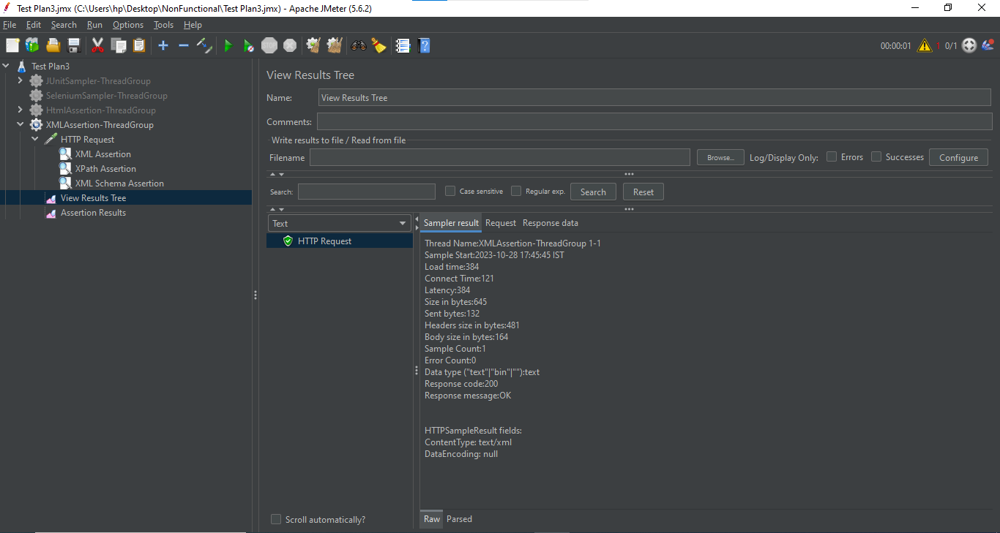 Test Plan3.jmx (C:\Users\hp\Desktop\NonFunctional\Test Plan3.jmx) - Apache JMeter (5.6.2)
File Edit Search Run Options Tools Help
STOP 00:00:01 1 0/1
Test Plan3
JUnitSampler-ThreadGroup
SeleniumSampler-ThreadGroup
HtmlAssertion-ThreadGroup
XMLAssertion-ThreadGroup
HTTP Request
XML Assertion
XPath Assertion
XML Schema Assertion
View Results Tree
Assertion Results
View Results Tree
Name: View Results Tree
Comments:
Write results to file / Read from file
Filename Browse... Log/Display Only: Errors Successes Configure
Search: Case sensitive Regular exp. Search Reset
Text
HTTP Request
Sampler result Request Response data
Thread Name:XMLAssertion-ThreadGroup 1-1
Sample Start:2023-10-28 17:45:45 IST
Load time:384
Connect Time:121
Latency:384
Size in bytes:645
Sent bytes:132
Headers size in bytes:481
Body size in bytes:164
Sample Count:1
Error Count:0
Data type ("text"|"bin"|""):text
Response code:200
Response message:OK
HTTPSampleResult fields:
ContentType: text/xml
DataEncoding: null
Scroll automatically?
Raw Parsed